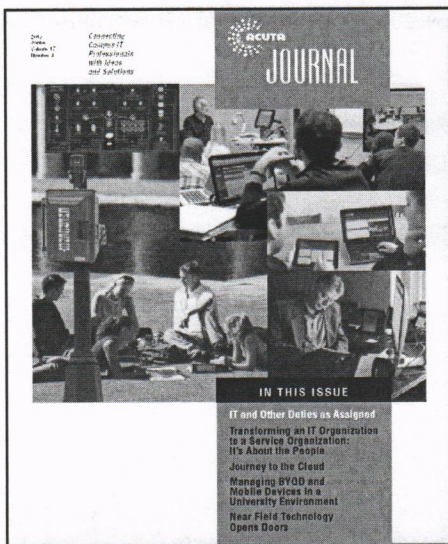 Connecting
Campus IT
Professionals
with Ideas
and Solutions
ACUTA
JOURNAL
IN THIS ISSUE
IT and Other Duties as Assigned
Transforming an IT Organization
to a Service Organization:
It's About the People
Journey to the Cloud
Managing BYOD and
Mobile Devices in a
University Environment
Near Field Technology
Opens Doors